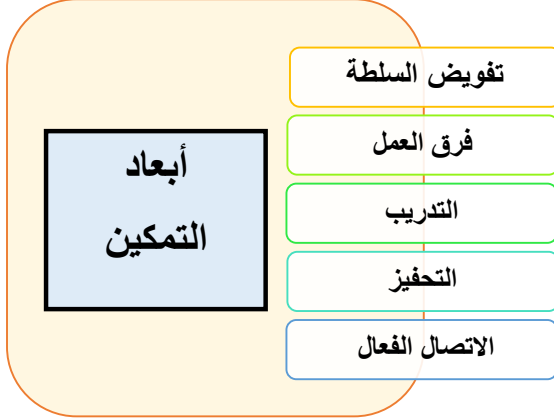 أبعاد
التمكين
تفويض السلطة
فرق العمل
التدريب
التحفيز
الاتصال الفعال